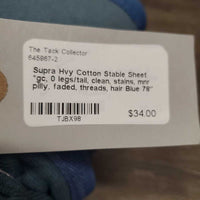 The Tack Collector
645967-2
Supra Hvy Cotton Stable Sheet
"gc, 0 legs/tail, clean, stains, mnr
pilly, faded, threads, hair Blue 78"
$34.00
TJBX98